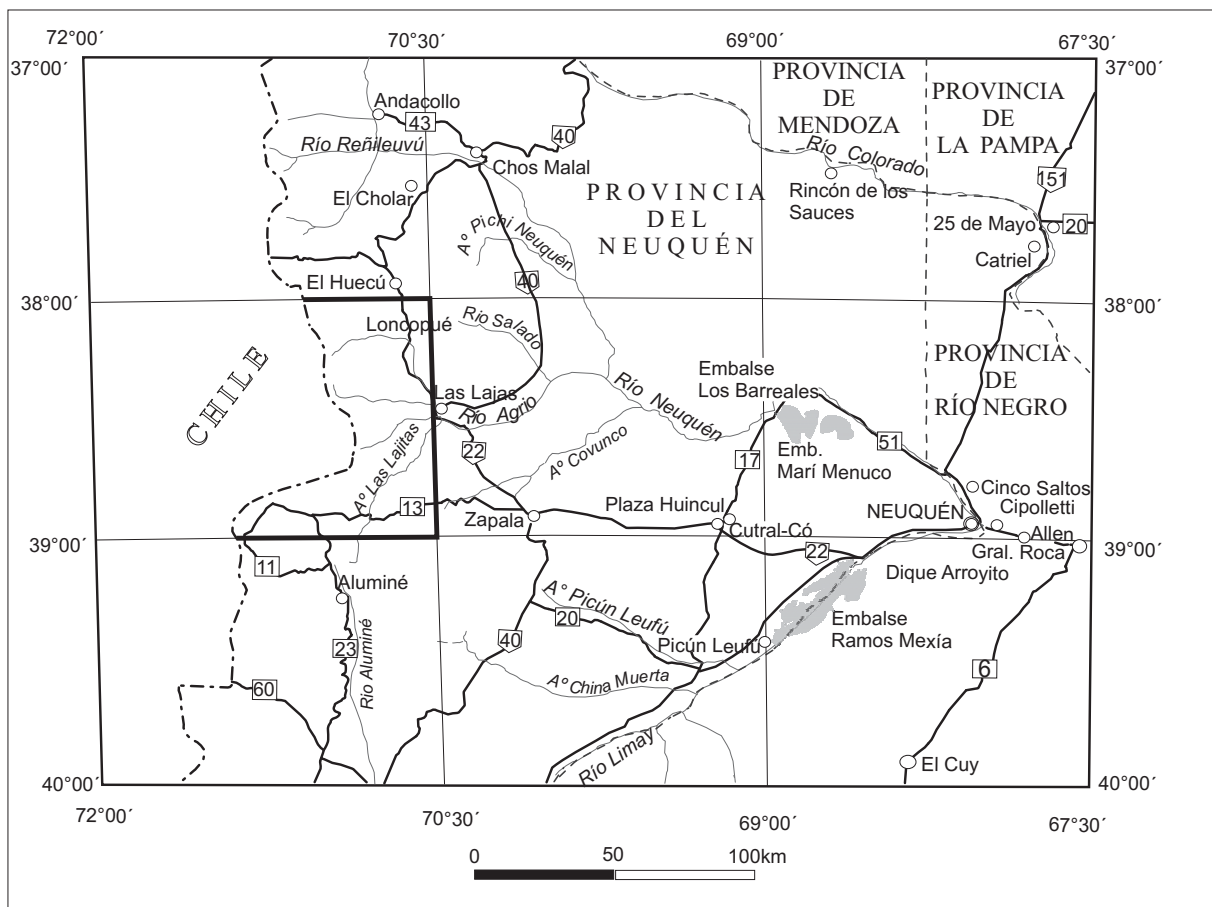 72°00´
70°30´
69°00´
67°30´
37°00´
37°00´
PROVINCIA
DE
MENDOZA
PROVINCIA
DE
LA PAMPA
Andacollo
43
40
Río Reñileuvú
Chos Malal
Río Colorado
151
El Cholar
Rincón de los
Sauces
PROVINCIA
DEL
NEUQUÉN
25 de Mayo
20
Catriel
Aº Pichi Neuquén
El Huecú
40
38°00´
38°00´
Loncopué
Río Salado
CHILE
PROVINCIA
DE
RÍO NEGRO
Embalse
Los Barreales
Las Lajas
Río Agrio
Río Neuquén
22
Aº Covunco
Aº Las Lajitas
17
Emb.
Marí Menuco
51
13
Zapala
Plaza Huincul
Cutral-Có
NEUQUÉN
Cinco Saltos
Cipolletti
Allen
Gral. Roca
39°00´
39°00´
22
Dique Arroyito
11
Aluminé
Aº Picún Leufú
20
Embalse
Ramos Mexía
Picún Leufú
40
23
Río Aluminé
6
60
Aº China Muerta
Río Limay
El Cuy
40°00´
40°00´
72°00´
70°30´
69°00´
67°30´
0
50
100km